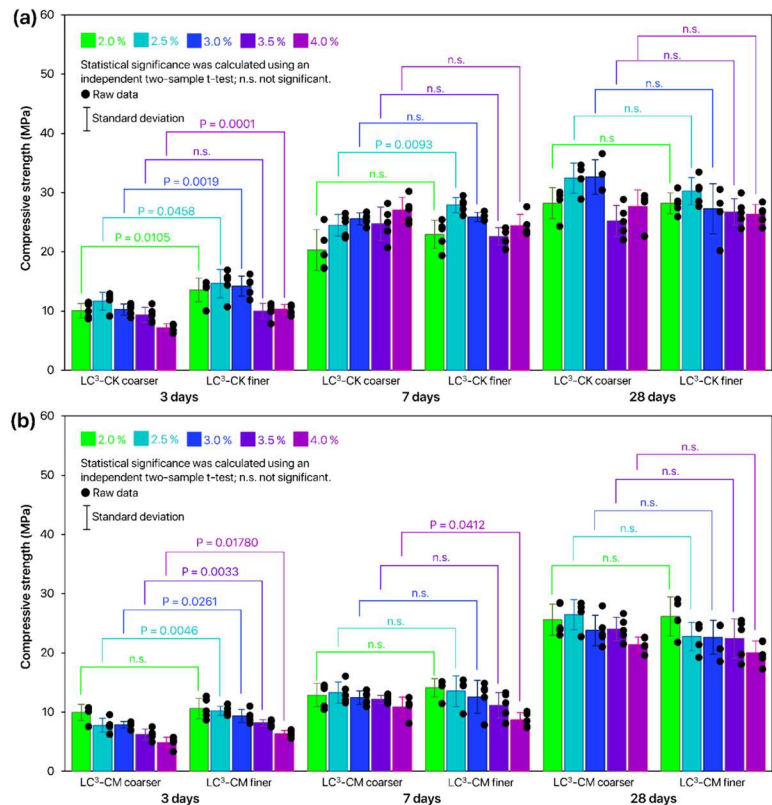 (a)
60
50
40
30
20
10
0
Compressive strength (MPa)
2.0 % 2.5 % 3.0 % 3.5 % 4.0 %
Statistical significance was calculated using an
independent two-sample t-test; n.s. not significant.
Raw data
Standard deviation
P = 0.0001
n.s.
P = 0.0019
P = 0.0458
P = 0.0105
n.s.
n.s.
n.s.
P = 0.0093
n.s.
n.s.
n.s.
n.s.
n.s.
n.s
LC³-CK coarser LC³-CK finer LC³-CK coarser LC³-CK finer LC³-CK coarser LC³-CK finer
3 days 7 days 28 days
(b)
60
50
40
30
20
10
0
Compressive strength (MPa)
2.0 % 2.5 % 3.0 % 3.5 % 4.0 %
Statistical significance was calculated using an
independent two-sample t-test; n.s. not significant.
Raw data
Standard deviation
P = 0.01780
P = 0.0033
P = 0.0261
P = 0.0046
n.s.
P = 0.0412
n.s.
n.s.
n.s.
n.s.
n.s.
n.s.
n.s.
n.s.
n.s.
LC³-CM coarser LC³-CM finer LC³-CM coarser LC³-CM finer LC³-CM coarser LC³-CM finer
3 days 7 days 28 days